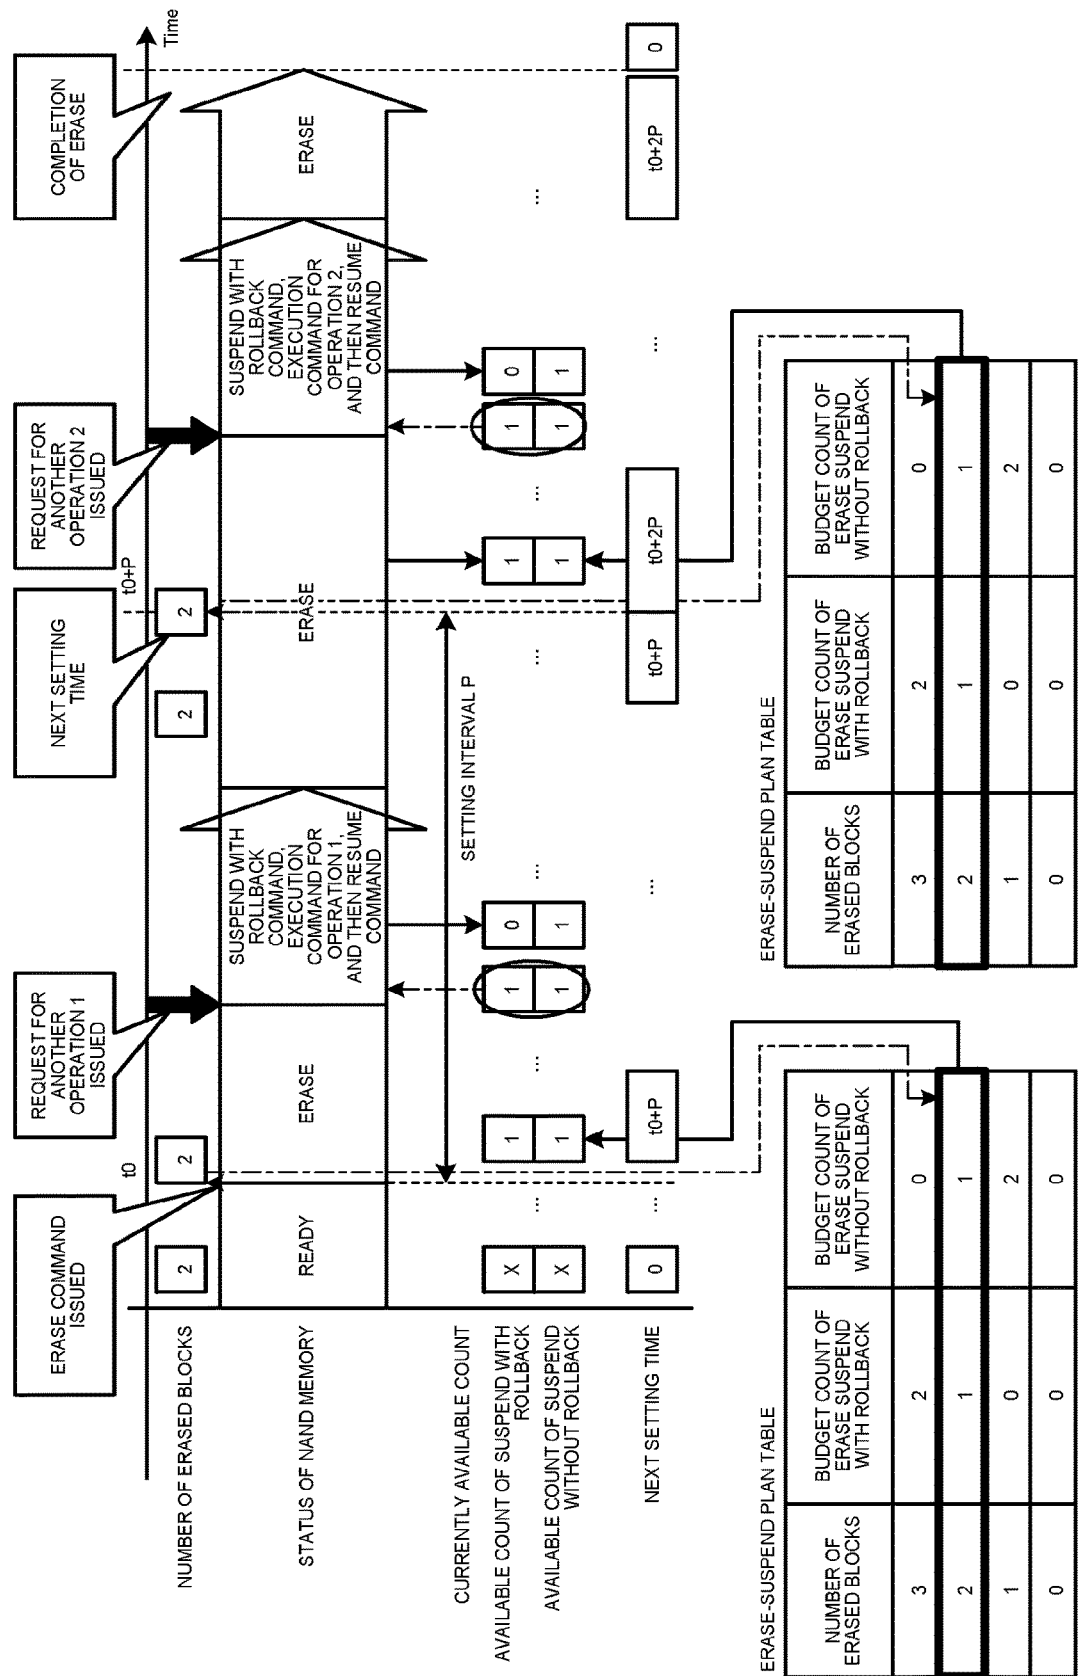 ERASE COMMAND
ISSUED
REQUEST FOR
ANOTHER
OPERATION 1
ISSUED
NEXT SETTING
TIME
REQUEST FOR
ANOTHER
OPERATION 2
ISSUED
COMPLETION
OF ERASE
t0
t0+P
Time
NUMBER OF ERASED BLOCKS
2
2
2
2
STATUS OF NAND MEMORY
READY
ERASE
SUSPEND WITH
ROLLBACK
COMMAND,
EXECUTION
COMMAND FOR
OPERATION 1,
AND THEN RESUME
COMMAND
ERASE
SUSPEND WITH
ROLLBACK
COMMAND,
EXECUTION
COMMAND FOR
OPERATION 2,
AND THEN RESUME
COMMAND
ERASE
SETTING INTERVAL P
CURRENTLY AVAILABLE COUNT
AVAILABLE COUNT OF SUSPEND WITH
ROLLBACK
X ... 1 ... 1 0 ... ... 1 ... 1 0 ...
AVAILABLE COUNT OF SUSPEND
WITHOUT ROLLBACK
X 1 1 1 1 1 1
NEXT SETTING TIME
0 ... t0+P ... t0+P t0+2P ... t0+2P 0
ERASE-SUSPEND PLAN TABLE
NUMBER OF
ERASED BLOCKS
BUDGET COUNT OF
ERASE SUSPEND
WITH ROLLBACK
BUDGET COUNT OF
ERASE SUSPEND
WITHOUT ROLLBACK
3 2 0
2 1 1
1 0 2
0 0 0
ERASE-SUSPEND PLAN TABLE
NUMBER OF
ERASED BLOCKS
BUDGET COUNT OF
ERASE SUSPEND
WITH ROLLBACK
BUDGET COUNT OF
ERASE SUSPEND
WITHOUT ROLLBACK
3 2 0
2 1 1
1 0 2
0 0 0